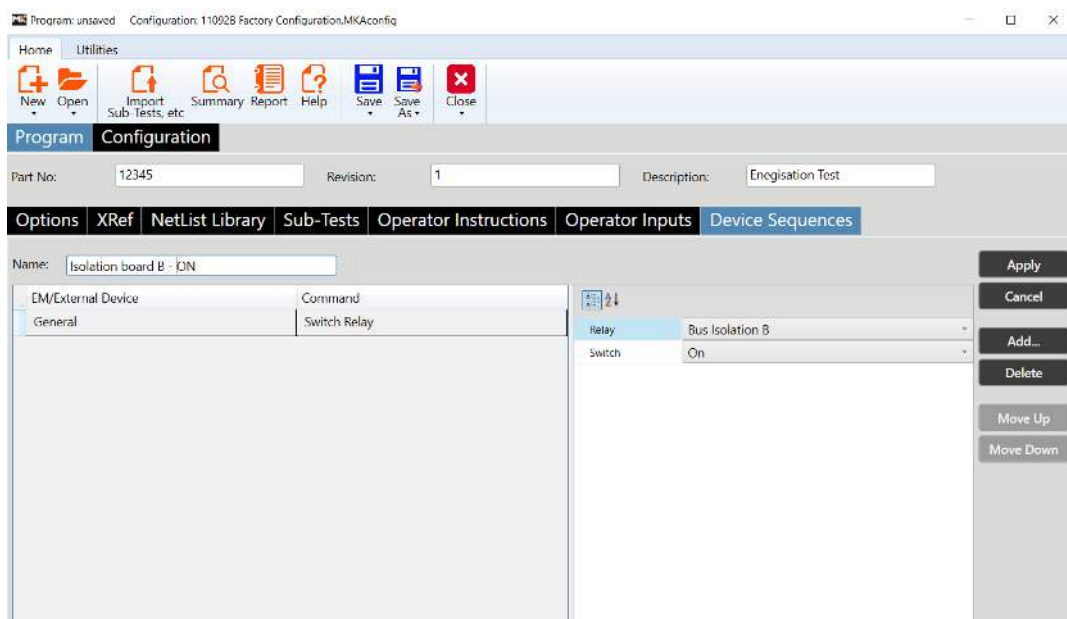 Program: unsaved Configuration: 11092B Factory Configuration.MKAconfig
Home Utilities
New Open Import Sub-Tests, etc Summary Report Help Save Save As Close
Program Configuration
Part No: 12345 Revision: 1 Description: Enegisation Test
Options XRef NetList Library Sub-Tests Operator Instructions Operator Inputs Device Sequences
Name: Isolation board B - ON
Apply
EM/External Device Command
Cancel
General Switch Relay
Relay Bus Isolation B
Switch On
Add...
Delete
Move Up
Move Down